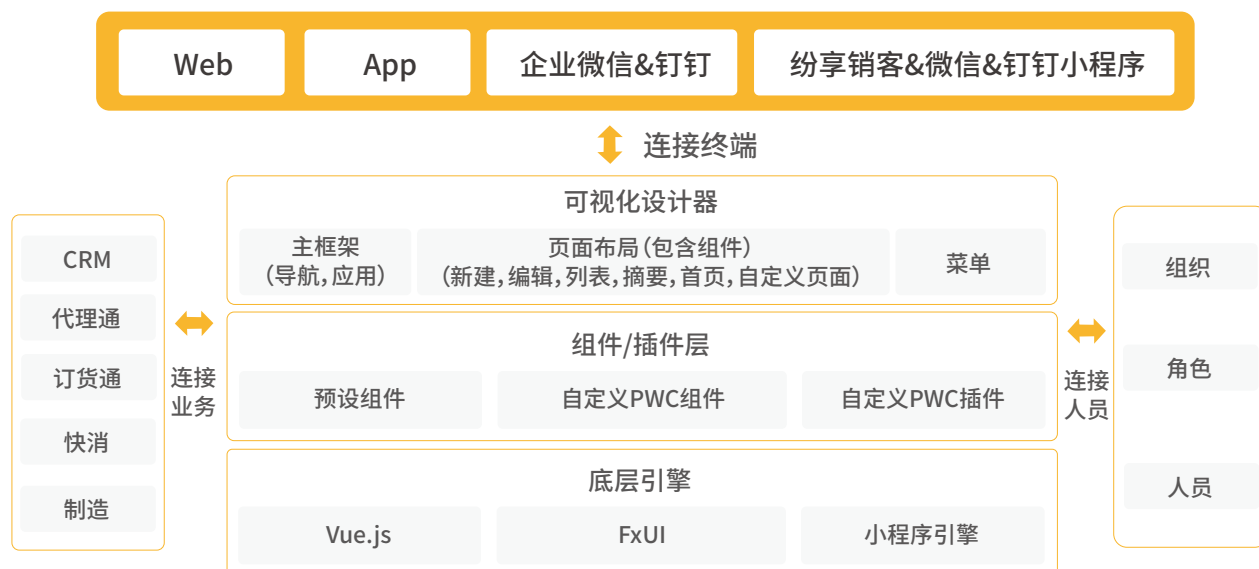 Web
App
企业微信&钉钉
纷享销客&微信&钉钉小程序
连接终端
CRM
代理通
订货通
快消
制造
连接
业务
可视化设计器
主框架
（导航,应用）
页面布局（包含组件）
（新建,编辑,列表,摘要,首页,自定义页面）
菜单
组件/插件层
预设组件
自定义PWC组件
自定义PWC插件
底层引擎
Vue.js
FxUI
小程序引擎
连接
人员
组织
角色
人员